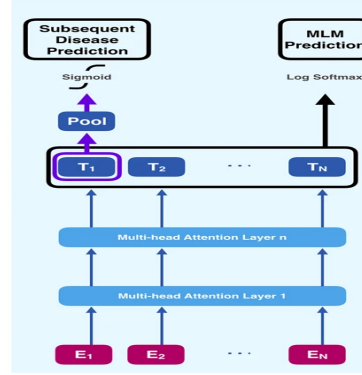 Subsequent
Disease
Prediction
MLM
Prediction
Sigmoid
Log Softmax
Pool
T1
T2
...
TN
Multi-head Attention Layer n
Multi-head Attention Layer 1
E1
E2
...
EN